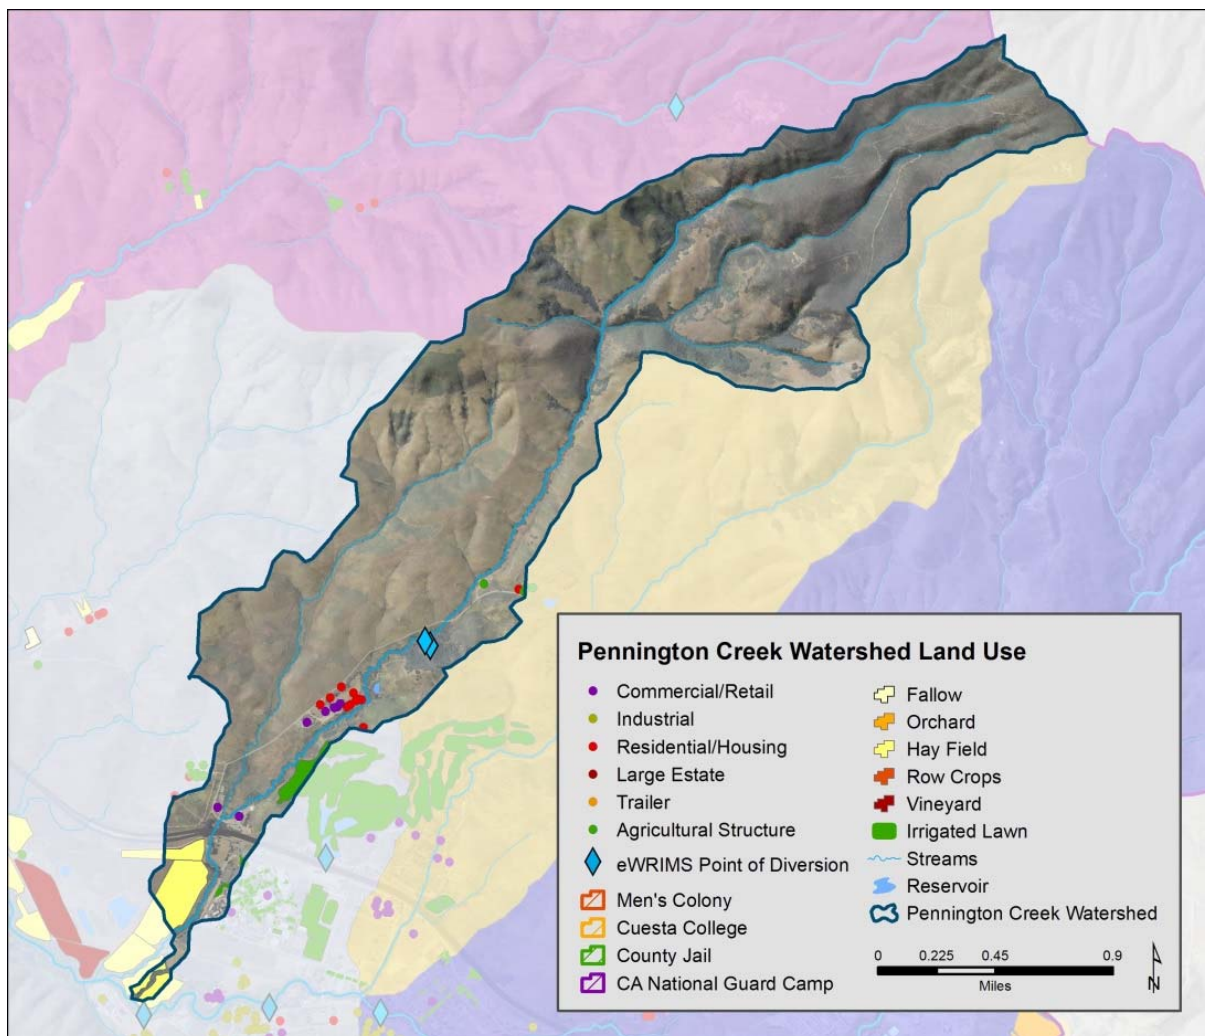 Pennington Creek Watershed Land Use
Commercial/Retail
Industrial
Residential/Housing
Large Estate
Trailer
Agricultural Structure
eWRIMS Point of Diversion
Men's Colony
Cuesta College
County Jail
CA National Guard Camp
Fallow
Orchard
Hay Field
Row Crops
Vineyard
Irrigated Lawn
Streams
Reservoir
Pennington Creek Watershed
0 0.225 0.45 0.9
Miles
N